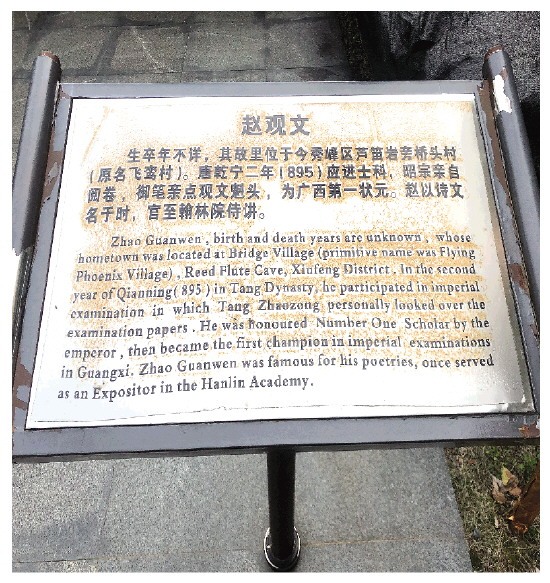 赵观文
生卒年不详，其故里位于今秀峰区芦笛岩旁桥头村
（原名飞鸾村）。唐乾宁二年（895）应进士科，昭宗亲自
阅卷，御笔亲点观文魁头，为广西第一状元。赵以诗文
名于时，官至翰林院侍讲。
Zhao Guanwen, birth and death years are unknown, whose
hometown was located at Bridge Village (primitive name was Flying
Phoenix Village), Reed Flute Cave, Xiufeng District. In the second
year of Qianning (895) in Tang Dynasty, he participated in imperial
examination in which Tang Zhaozong personally looked over the
examination papers. He was honoured Number One Scholar by the
emperor, then became the first champion in imperial examinations
in Guangxi. Zhao Guanwen was famous for his poetries, once served
as an Expositor in the Hanlin Academy.